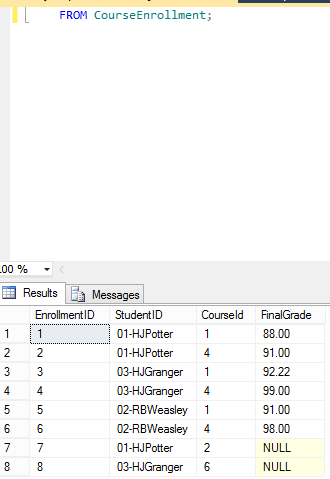 FROM CourseEnrollment;
.00 %
Results Messages
EnrollmentID StudentID CourseId FinalGrade
1 1 01-HJPotter 1 88.00
2 2 01-HJPotter 4 91.00
3 3 03-HJGranger 1 92.22
4 4 03-HJGranger 4 99.00
5 5 02-RBWeasley 1 91.00
6 6 02-RBWeasley 4 98.00
7 7 01-HJPotter 2 NULL
8 8 03-HJGranger 6 NULL